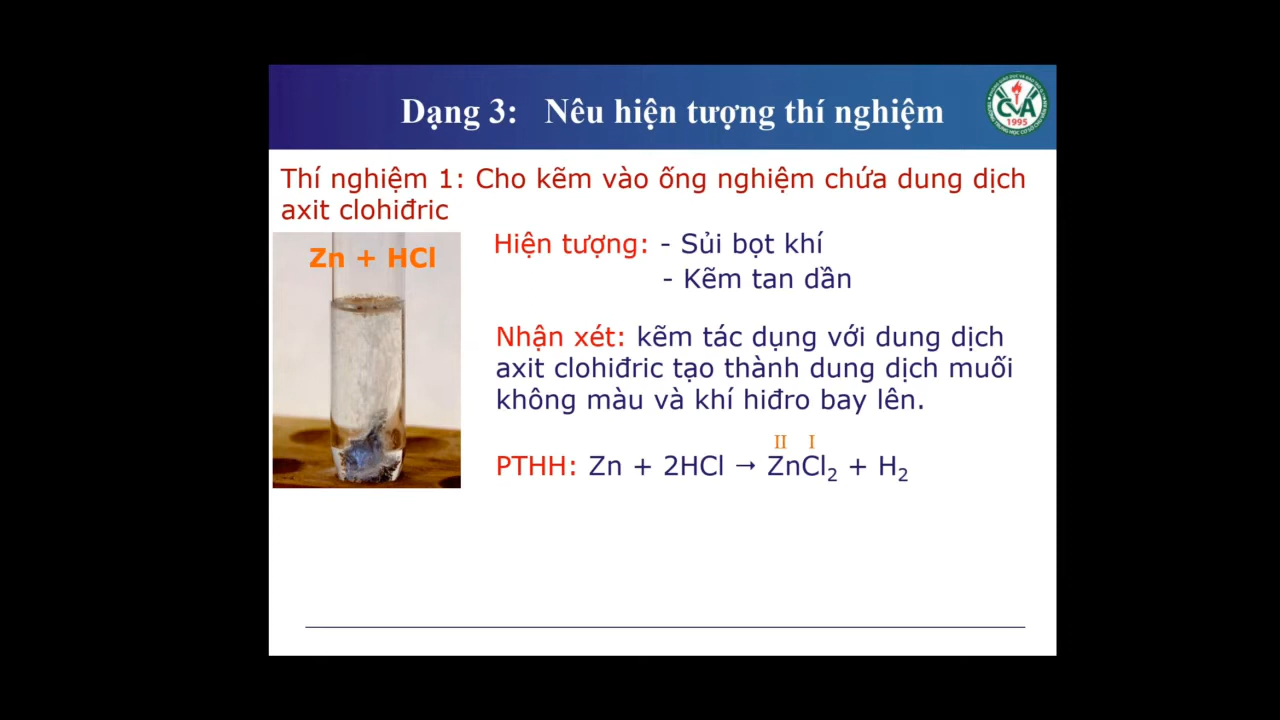 Dạng 3: Nêu hiện tượng thí nghiệm
CVA
1995
Thí nghiệm 1: Cho kẽm vào ống nghiệm chứa dung dịch
axit clohiđric
Zn + HCl
Hiện tượng: - Sủi bọt khí
- Kẽm tan dần
Nhận xét: kẽm tác dụng với dung dịch
axit clohiđric tạo thành dung dịch muối
không màu và khí hiđro bay lên.
II I
PTHH: Zn + 2HCl → ZnCl₂ + H₂